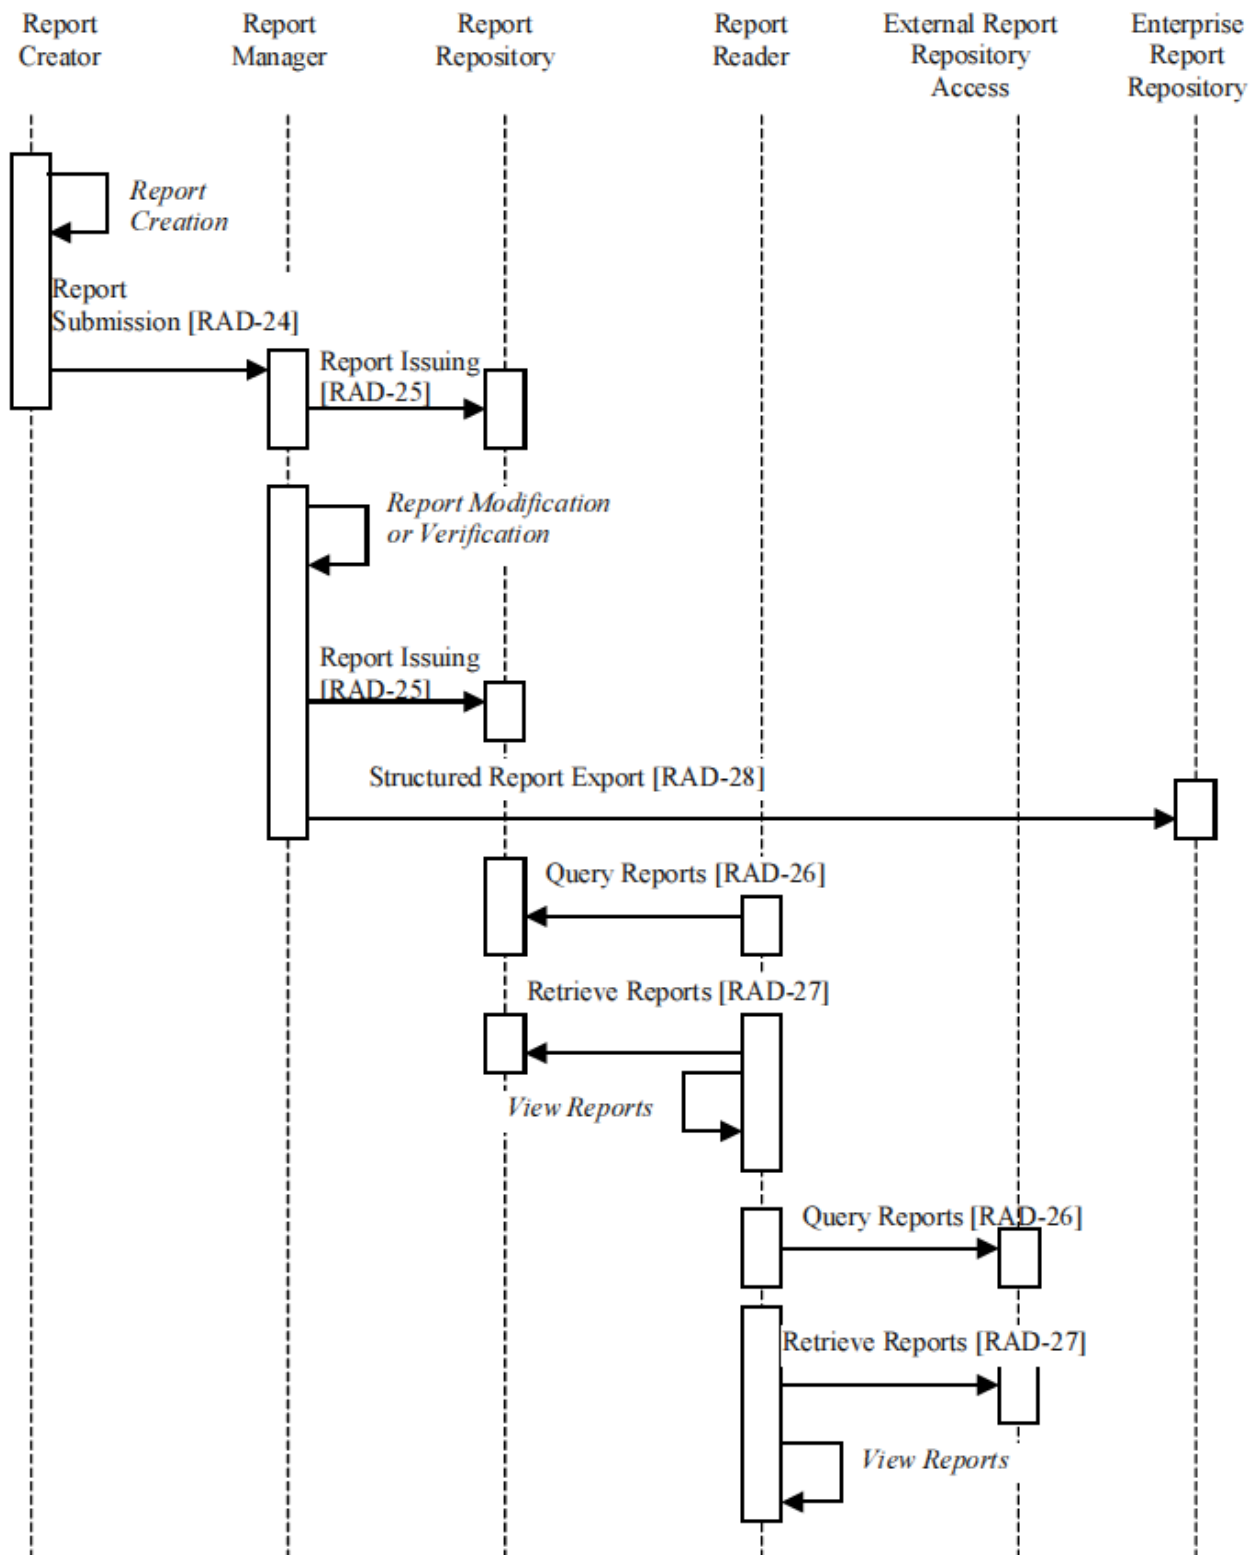 Report
Creator
Report
Manager
Report
Repository
Report
Reader
External Report
Repository
Access
Enterprise
Report
Repository
Report
Creation
Report
Submission [RAD-24]
Report Issuing
[RAD-25]
Report Modification
or Verification
Report Issuing
[RAD-25]
Structured Report Export [RAD-28]
Query Reports [RAD-26]
Retrieve Reports [RAD-27]
View Reports
Query Reports [RAD-26]
Retrieve Reports [RAD-27]
View Reports